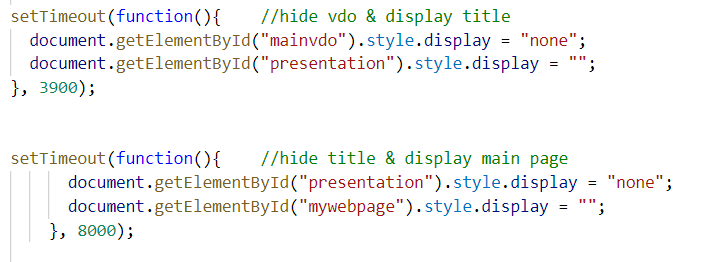 setTimeout(function(){    //hide vdo & display title
  document.getElementById("mainvdo").style.display = "none";
  document.getElementById("presentation").style.display = "";
}, 3900);
setTimeout(function(){    //hide title & display main page
      document.getElementById("presentation").style.display = "none";
      document.getElementById("mywebpage").style.display = "";
    }, 8000);